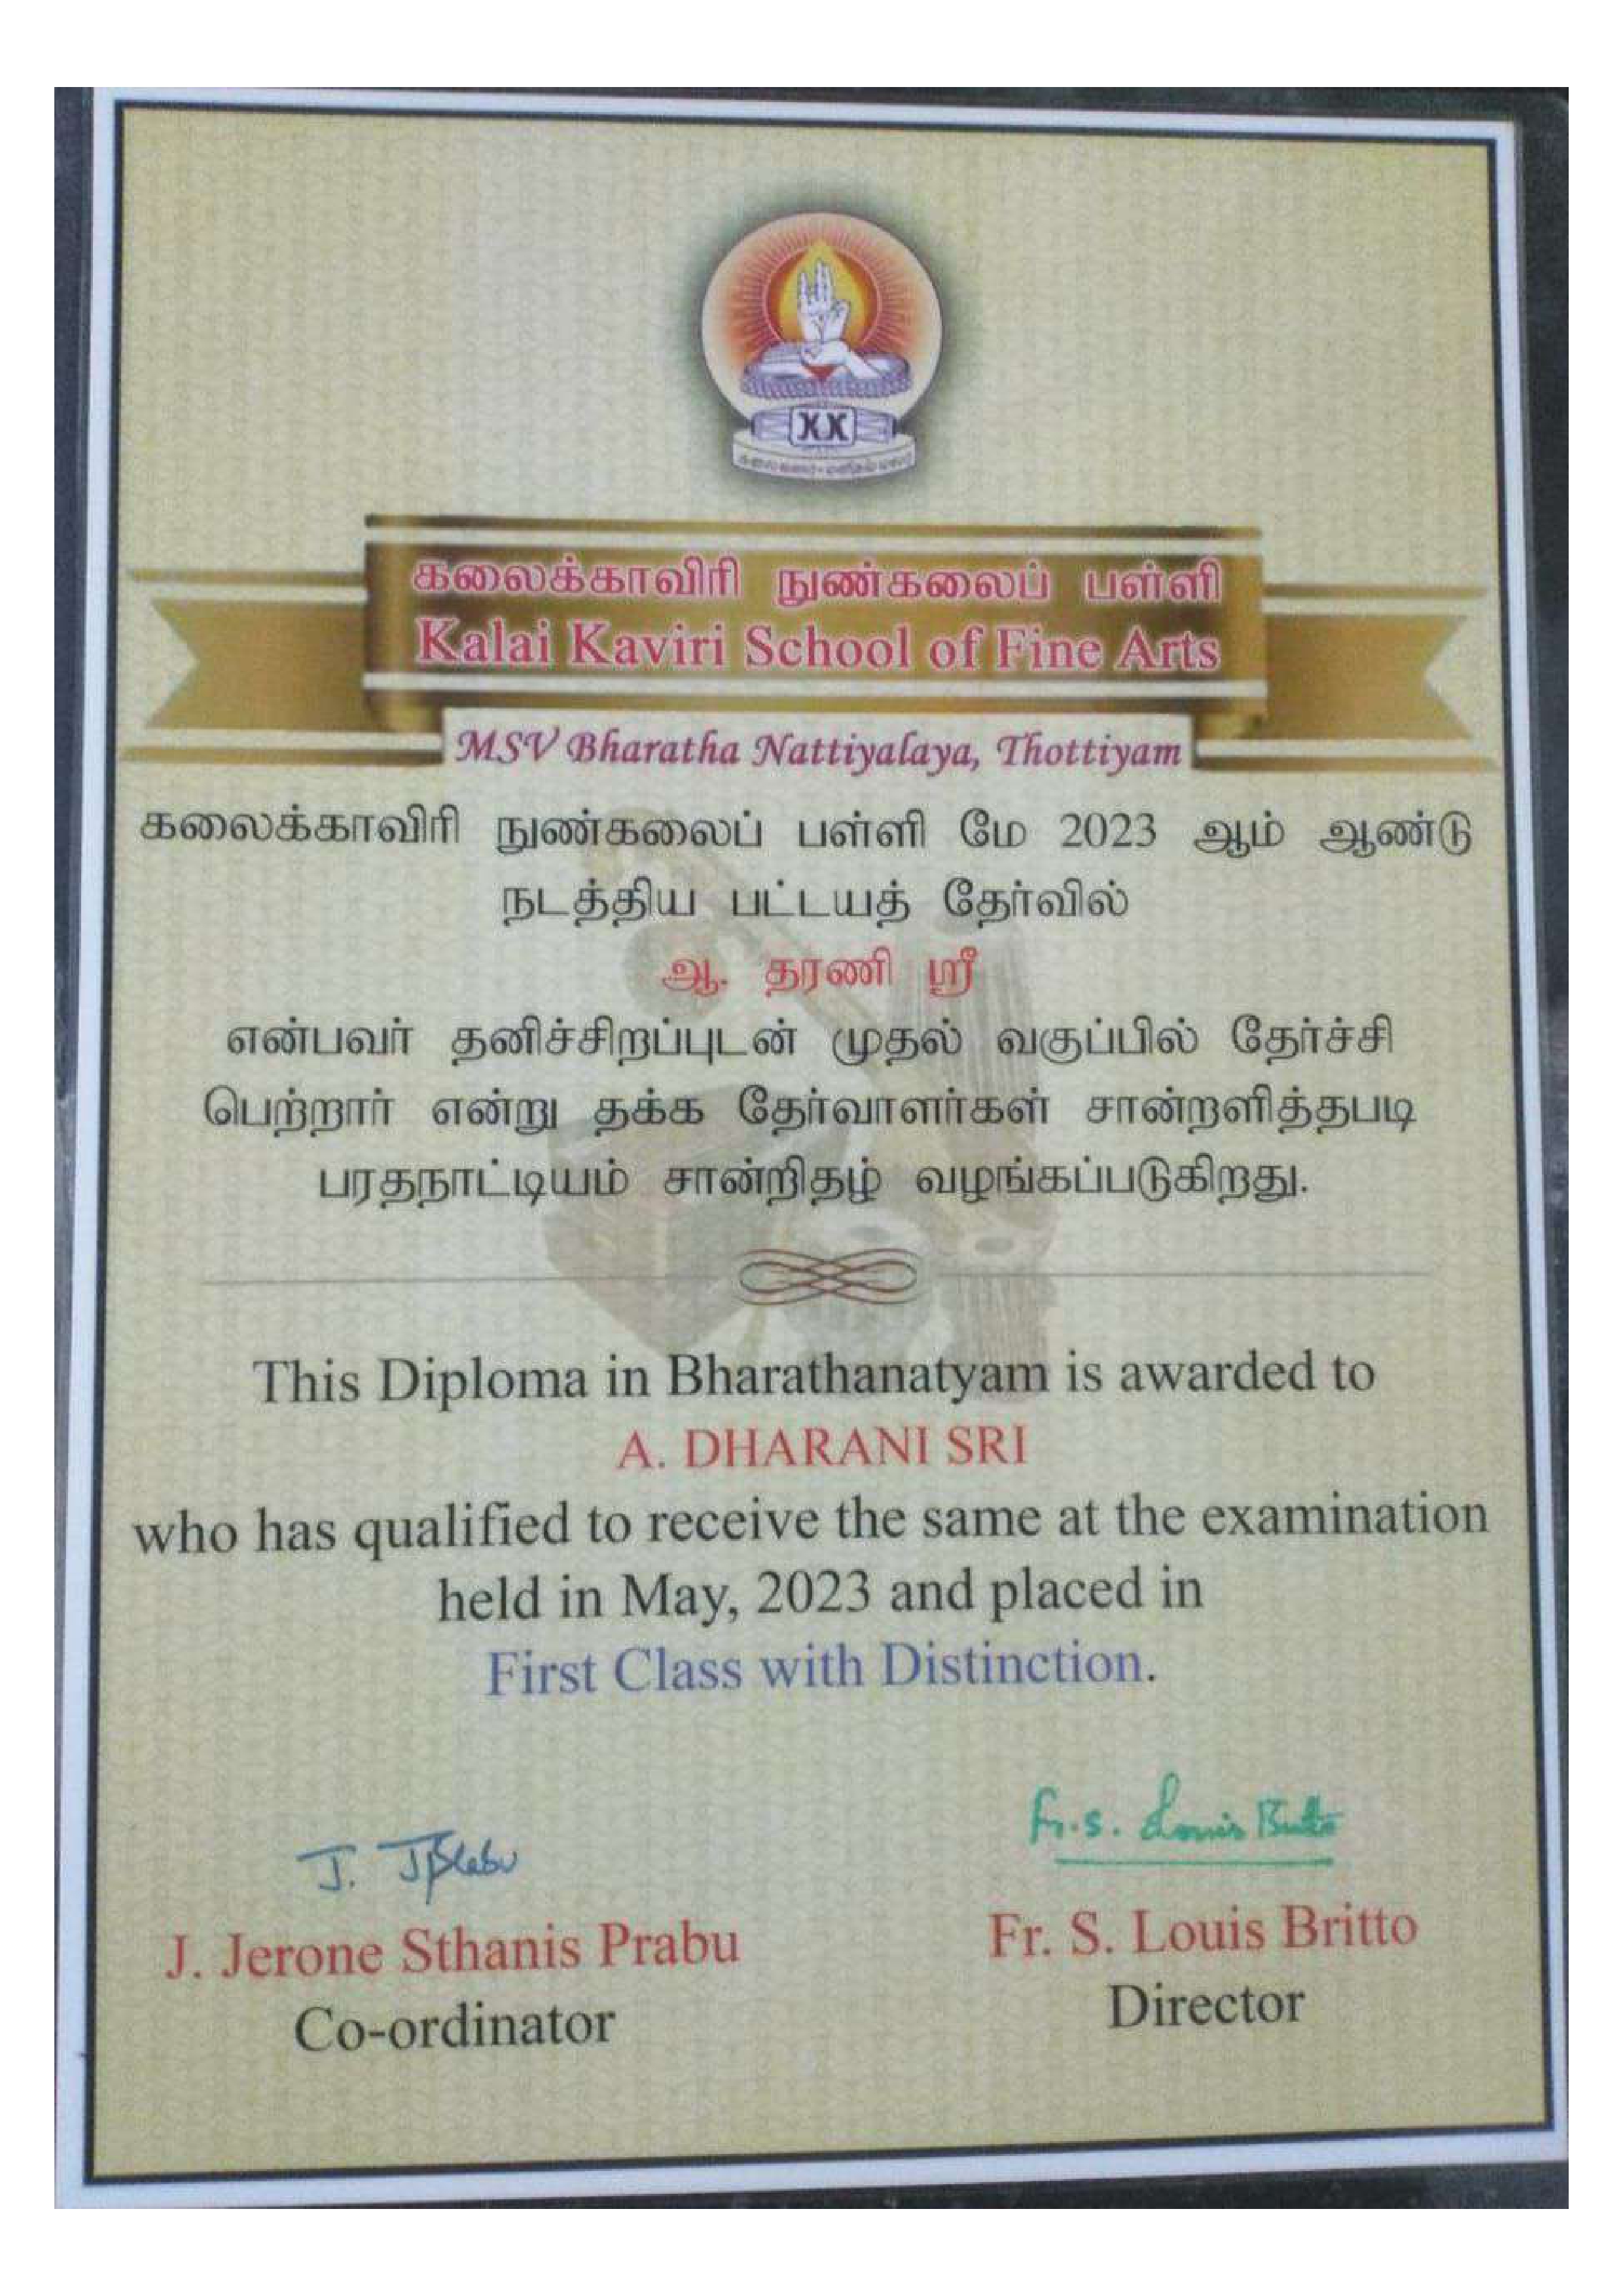 KK
கலைக்காவிரி நுண்கலைப் பள்ளி
Kalai Kaviri School of Fine Arts
MSV Bharatha Nattiyalaya, Thottiyam
கலைக்காவிரி நுண்கலைப் பள்ளி மே 2023 ஆம் ஆண்டு
நடத்திய பட்டயத் தேர்வில்
ஆ. தரணி ஸ்ரீ
என்பவர் தனிச்சிறப்புடன் முதல் வகுப்பில் தேர்ச்சி
பெற்றார் என்று தக்க தேர்வாளர்கள் சான்றளித்தபடி
பரதநாட்டியம் சான்றிதழ் வழங்கப்படுகிறது.
This Diploma in Bharathanatyam is awarded to
A. DHARANI SRI
who has qualified to receive the same at the examination
held in May, 2023 and placed in
First Class with Distinction.
J. JPrabu
Fr. S. Louis Britto
J. Jerone Sthanis Prabu
Fr. S. Louis Britto
Co-ordinator
Director